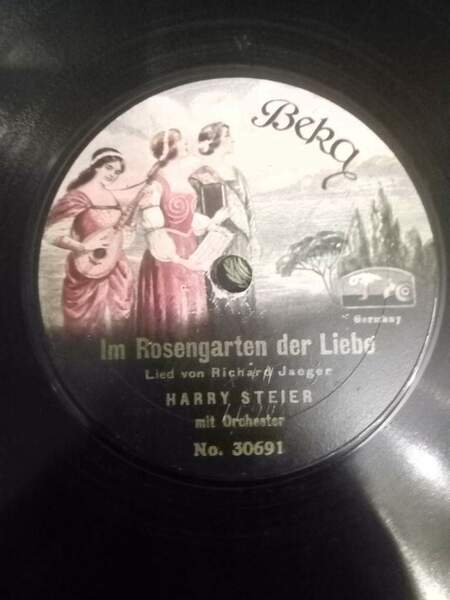 Beka
Germany
Im Rosengarten der Liebe
Lied von Richard Jaeger
HARRY STEIER
mit Orchester
No. 30691